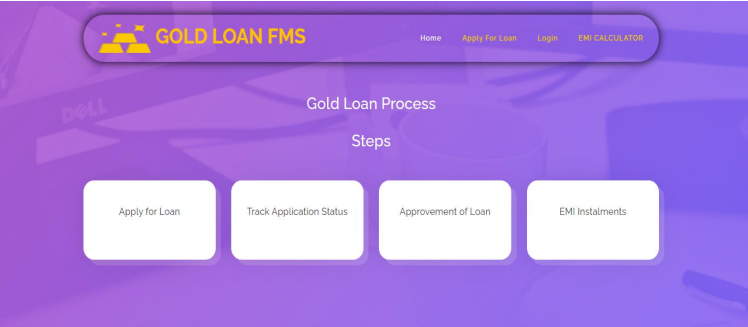 GOLD LOAN FMS
Home Apply For Loan Login EMI CALCULATOR
DELL
Gold Loan Process
Steps
Apply for Loan Track Application Status Approvement of Loan EMI Instalments